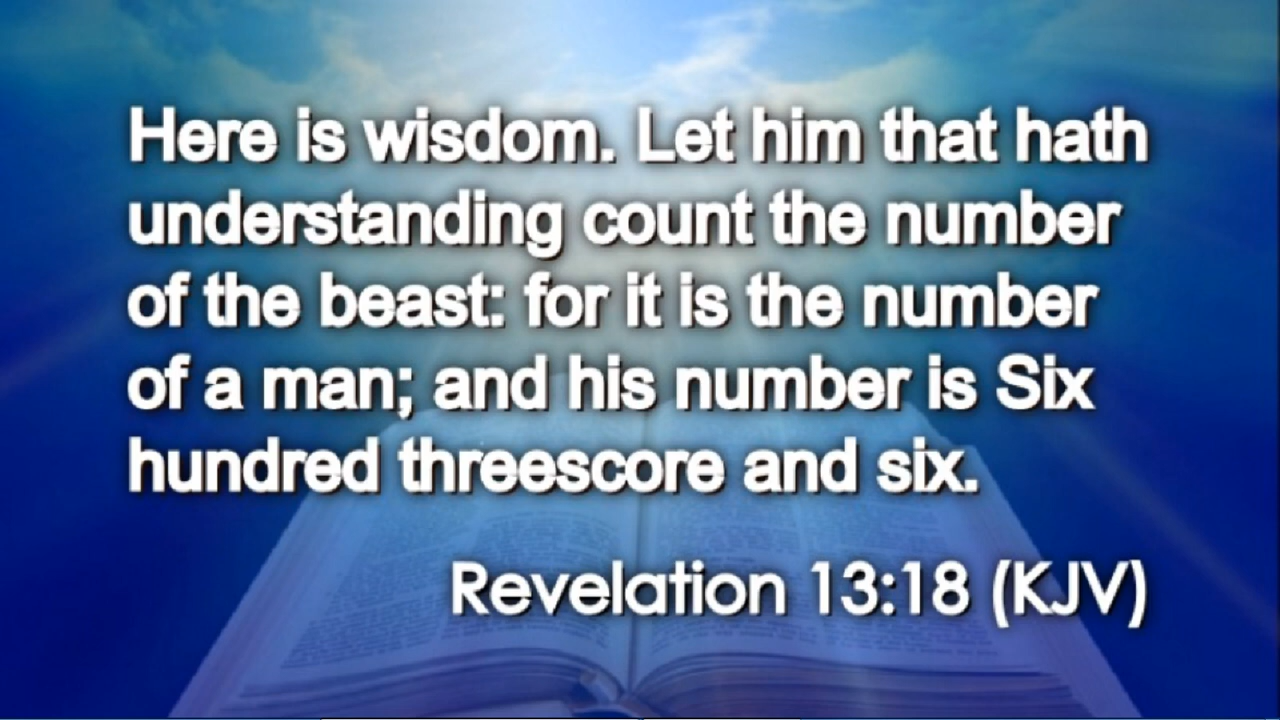 Here is wisdom. Let him that hath
understanding count the number
of the beast: for it is the number
of a man; and his number is Six
hundred threescore and six.
Revelation 13:18 (KJV)